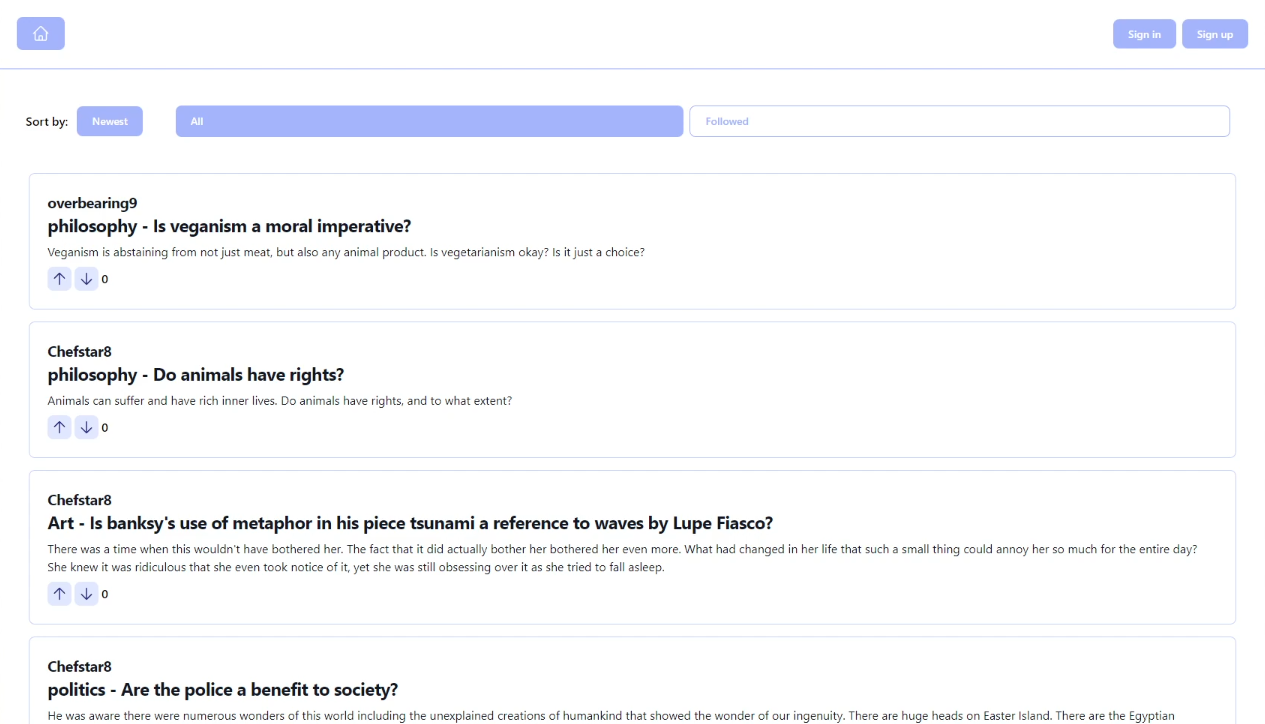 Sign in Sign up
Sort by: Newest All Followed
overbearing9
philosophy - Is veganism a moral imperative?
Veganism is abstaining from not just meat, but also any animal product. Is vegetarianism okay? Is it just a choice?
0
Chefstar8
philosophy - Do animals have rights?
Animals can suffer and have rich inner lives. Do animals have rights, and to what extent?
0
Chefstar8
Art - Is banksy's use of metaphor in his piece tsunami a reference to waves by Lupe Fiasco?
There was a time when this wouldn't have bothered her. The fact that it did actually bother her bothered her even more. What had changed in her life that such a small thing could annoy her so much for the entire day?
She knew it was ridiculous that she even took notice of it, yet she was still obsessing over it as she tried to fall asleep.
0
Chefstar8
politics - Are the police a benefit to society?
He was aware there were numerous wonders of this world including the unexplained creations of humankind that showed the wonder of our ingenuity. There are huge heads on Easter Island. There are the Egyptian